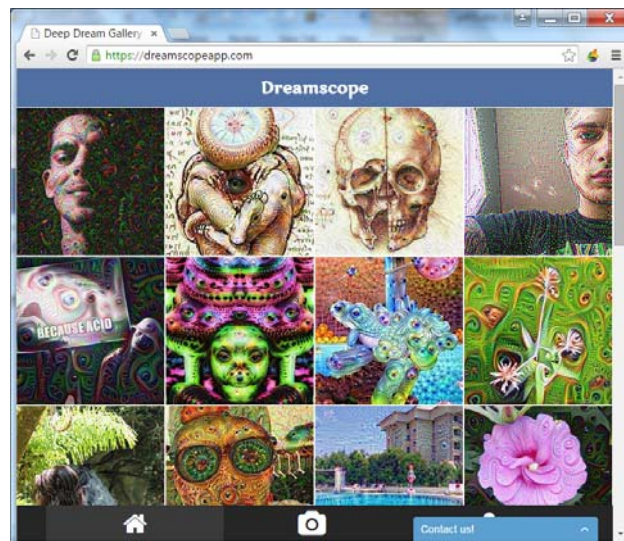 Deep Dream Gallery
https://dreamscopeapp.com
Dreamscope
BECAUSE ACID
Contact us!